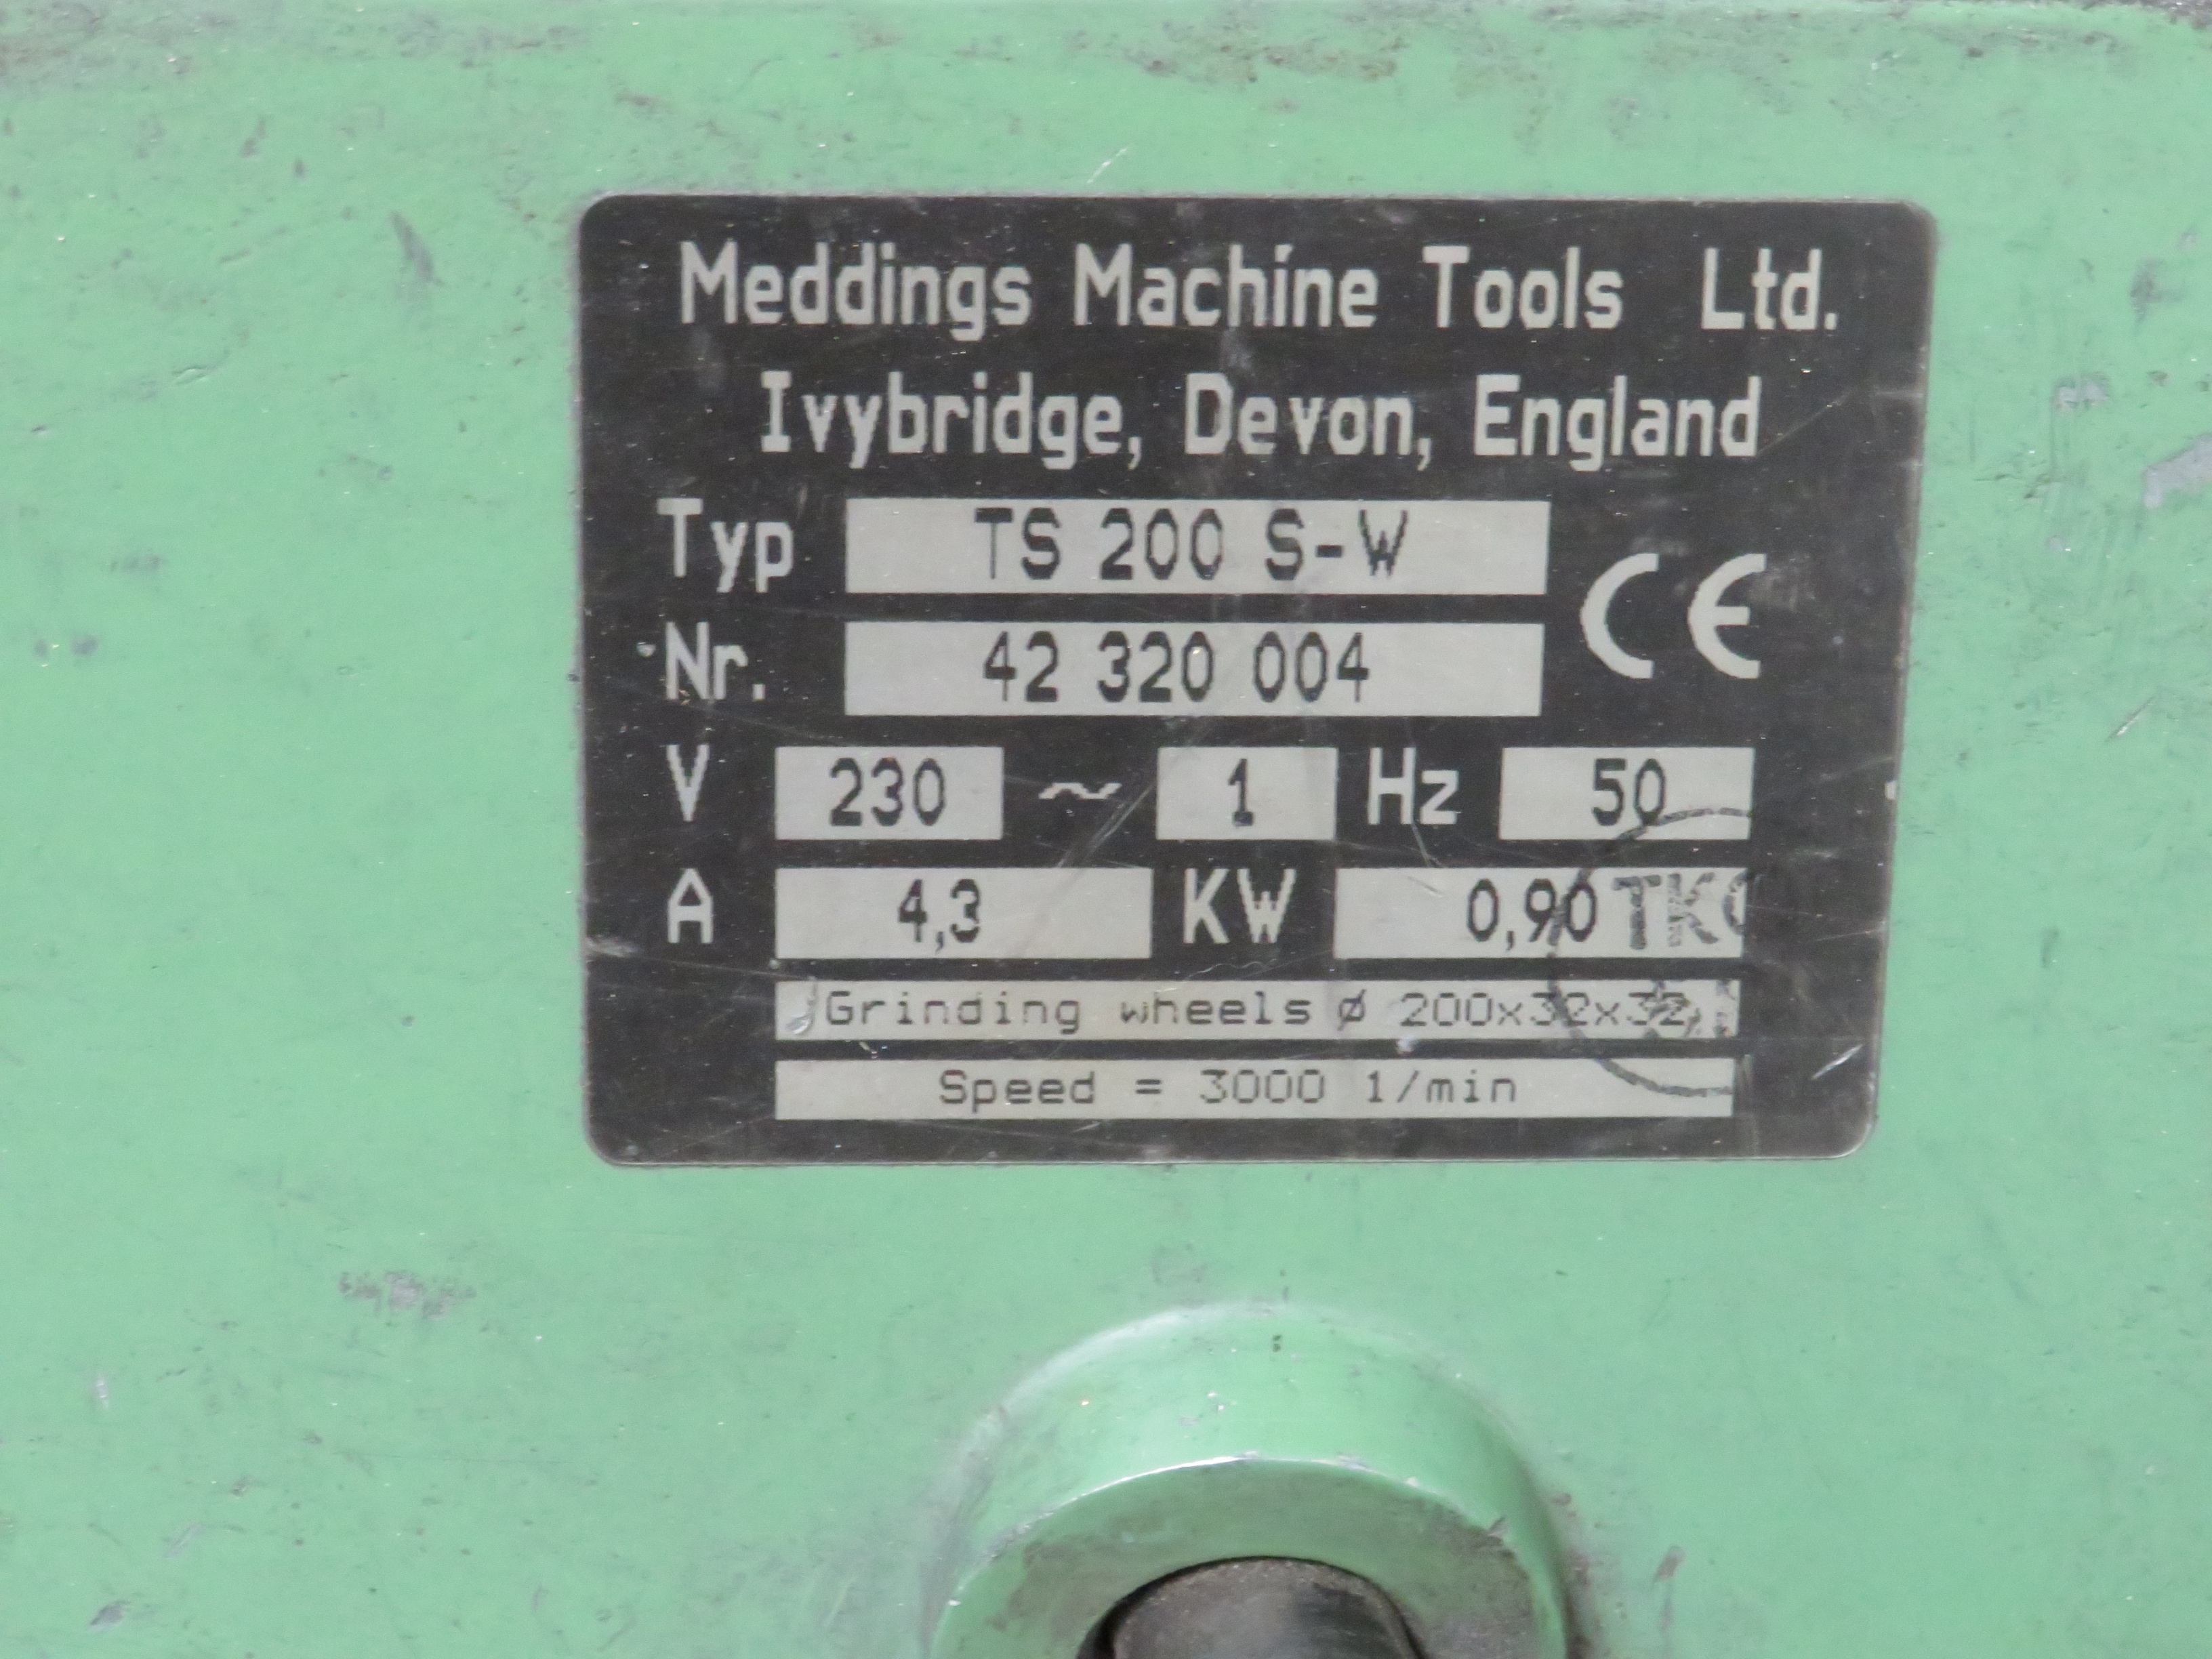 Meddings Machine Tools Ltd.
Ivybridge, Devon, England
Typ TS 200 S-W
CE
Nr. 42 320 004
V 230 ~ 1 Hz 50
A 4,3 KW 0,90
Grinding wheels ø 200x32x32
Speed = 3000 1/min